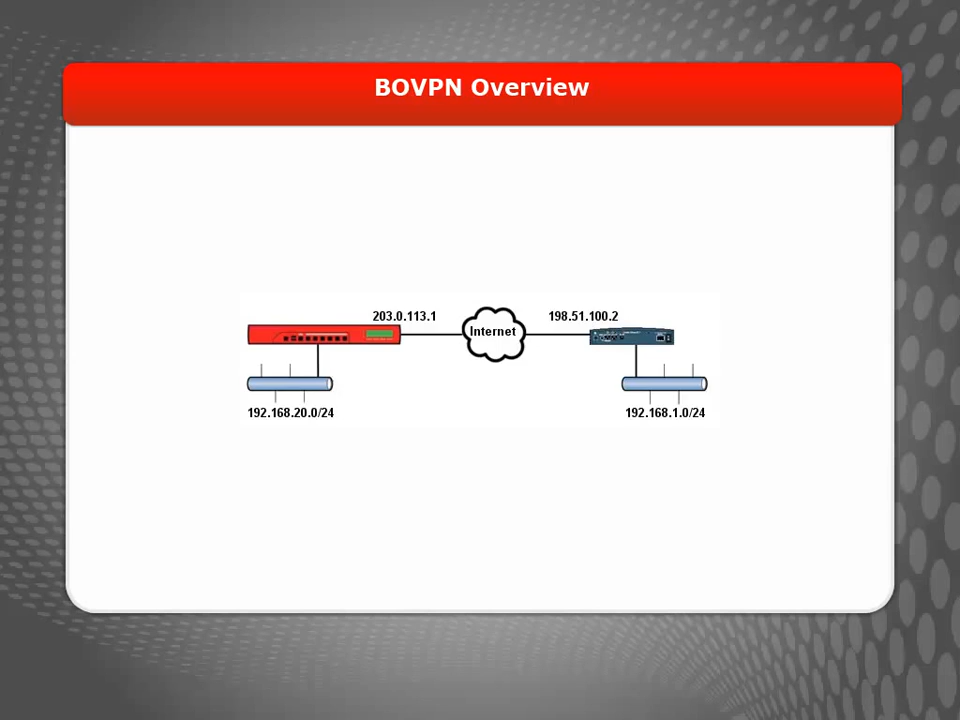 BOVPN Overview
203.0.113.1
Internet
198.51.100.2
192.168.20.0/24
192.168.1.0/24